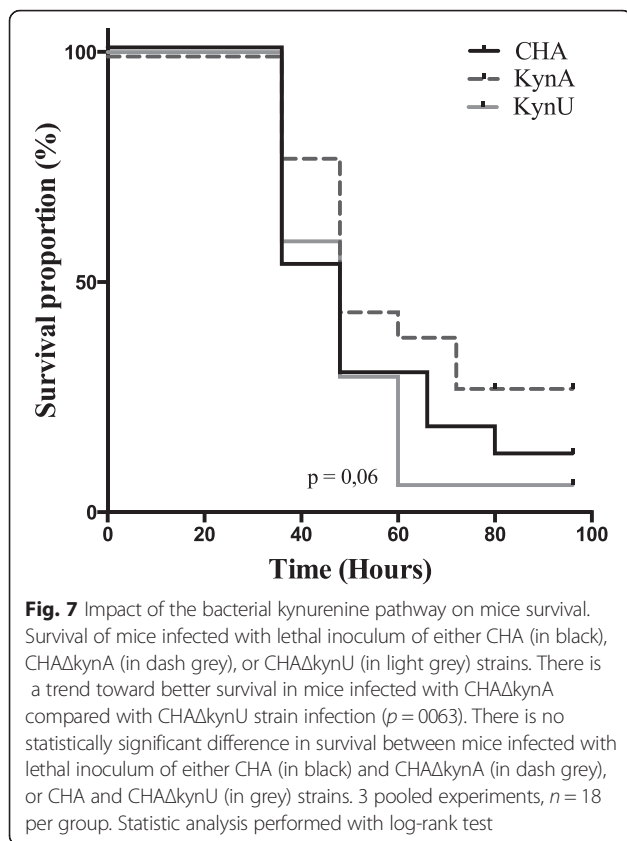 CHA
KynA
KynU
Survival proportion (%)
100
50
0
p = 0,06
0 20 40 60 80 100
Time (Hours)
Fig. 7 Impact of the bacterial kynurenine pathway on mice survival.
Survival of mice infected with lethal inoculum of either CHA (in black),
CHAΔkynA (in dash grey), or CHAΔkynU (in light grey) strains. There is
a trend toward better survival in mice infected with CHAΔkynA
compared with CHAΔkynU strain infection (p = 0063). There is no
statistically significant difference in survival between mice infected with
lethal inoculum of either CHA (in black) and CHAΔkynA (in dash grey),
or CHA and CHAΔkynU (in grey) strains. 3 pooled experiments, n = 18
per group. Statistic analysis performed with log-rank test